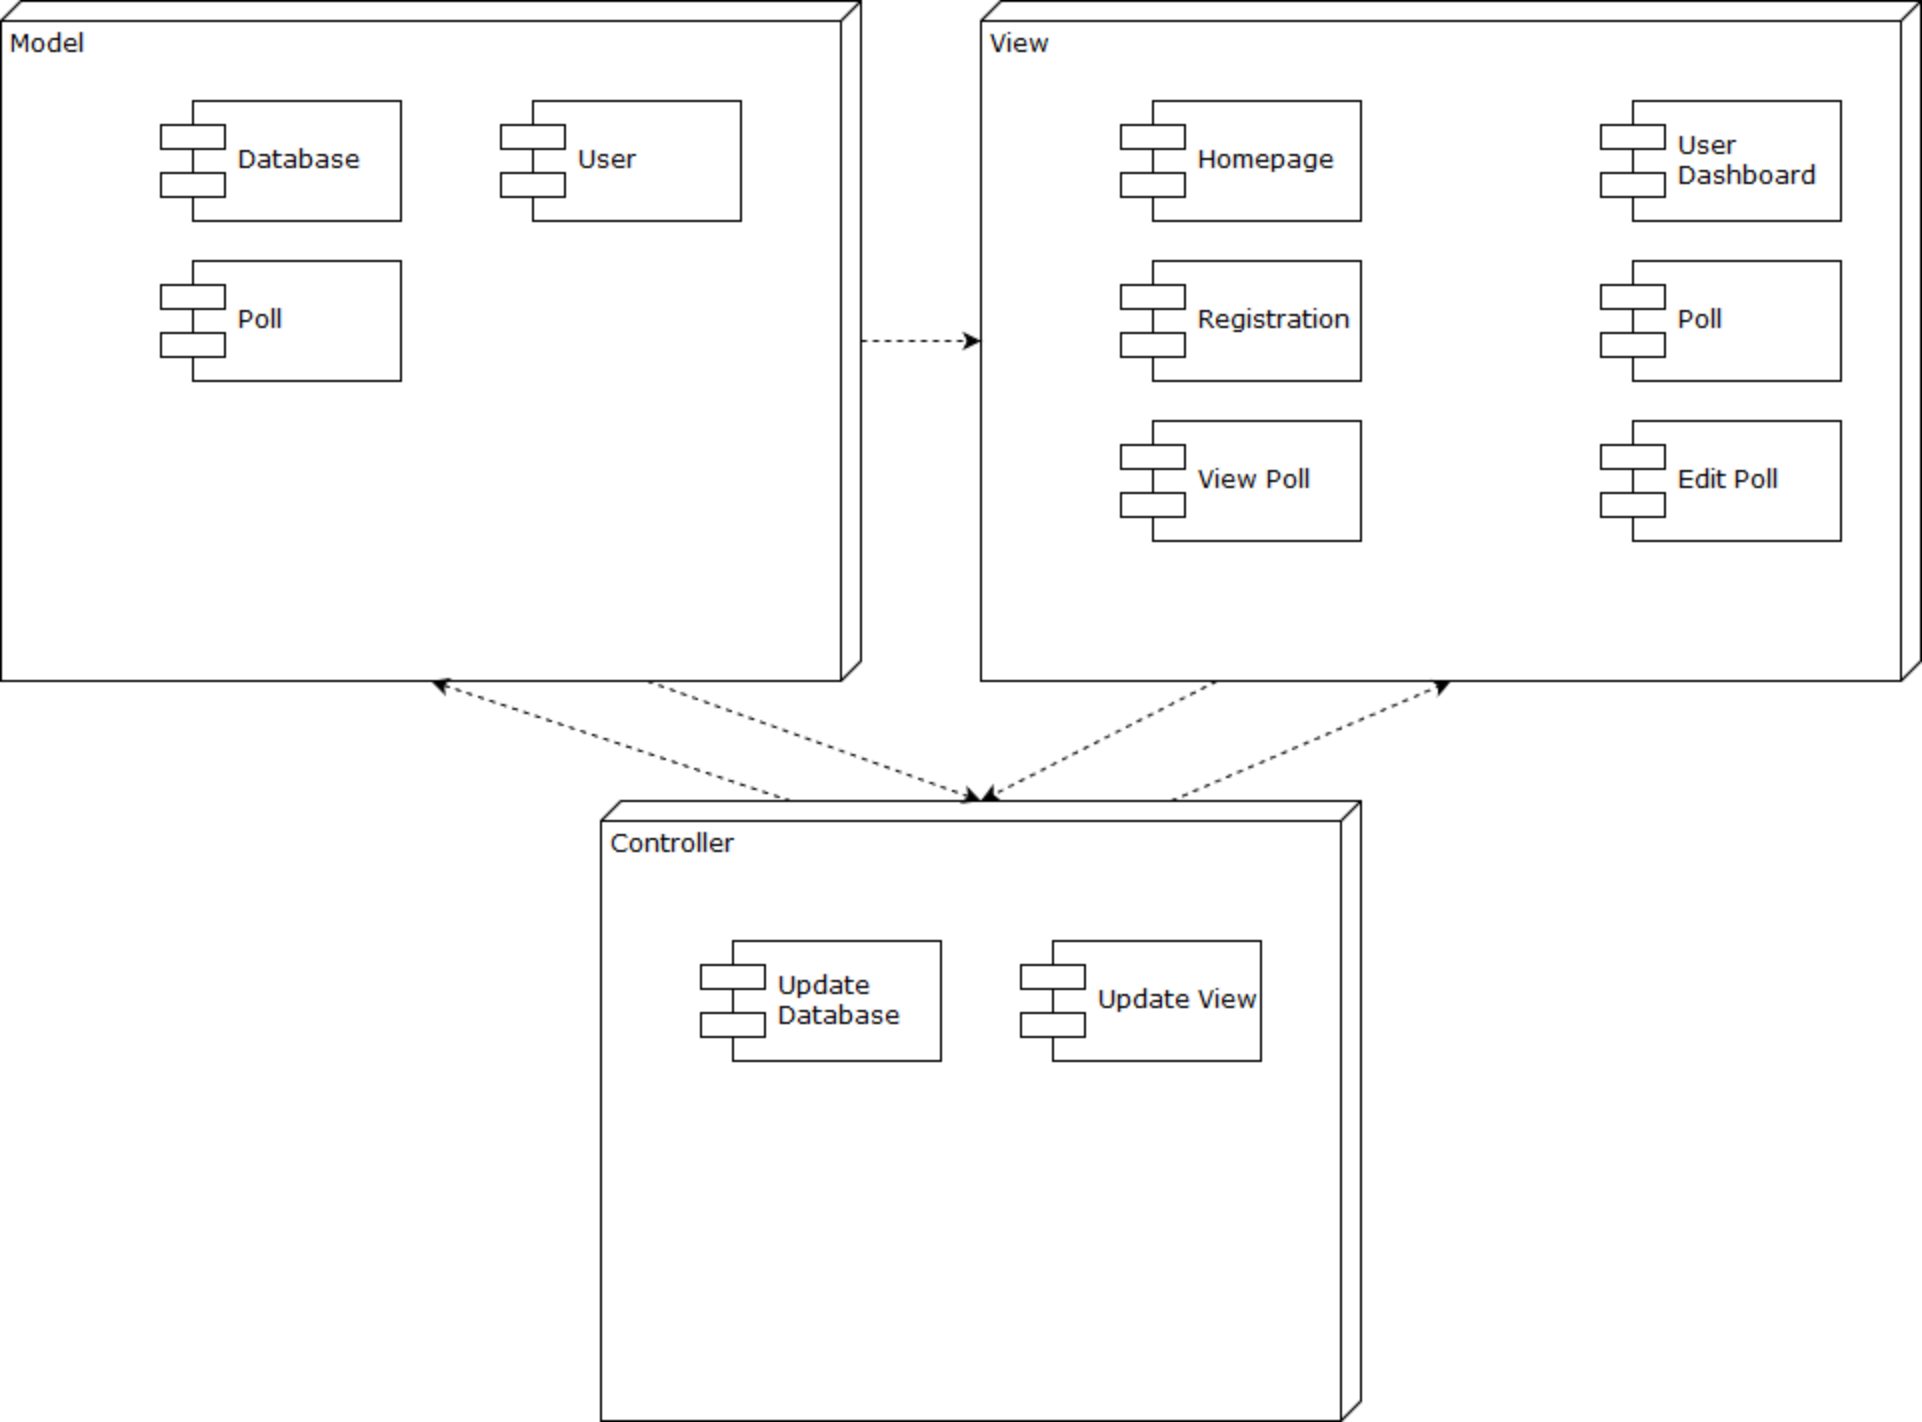 Model
Database
User
Poll
View
Homepage
User
Dashboard
Registration
Poll
View Poll
Edit Poll
Controller
Update
Database
Update View